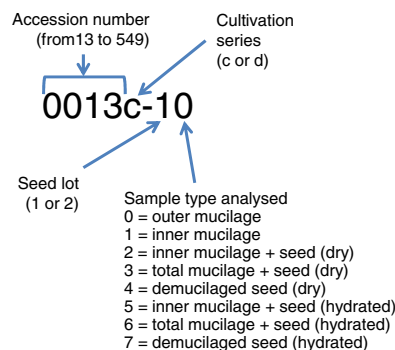 Accession number
(from13 to 549)
Cultivation
series
(c or d)
0013c-10
Seed lot
(1 or 2)
Sample type analysed
0 = outer mucilage
1 = inner mucilage
2 = inner mucilage + seed (dry)
3 = total mucilage + seed (dry)
4 = demucilaged seed (dry)
5 = inner mucilage + seed (hydrated)
6 = total mucilage + seed (hydrated)
7 = demucilaged seed (hydrated)